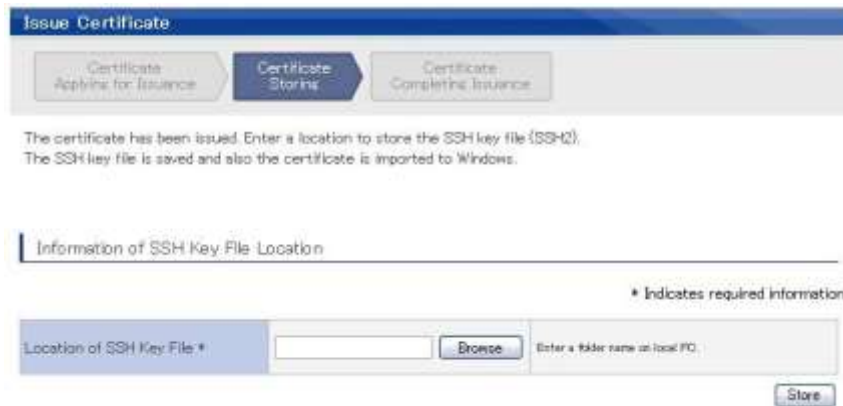 Issue Certificate
Certificate
Applying for Issuance
Certificate
Storing
Certificate
Completing Issuance
The certificate has been issued. Enter a location to store the SSH key file (SSH2).
The SSH key file is saved and also the certificate is imported to Windows.
Information of SSH Key File Location
* Indicates required information
Location of SSH Key File *
Browse
Enter a folder name on local PC.
Store